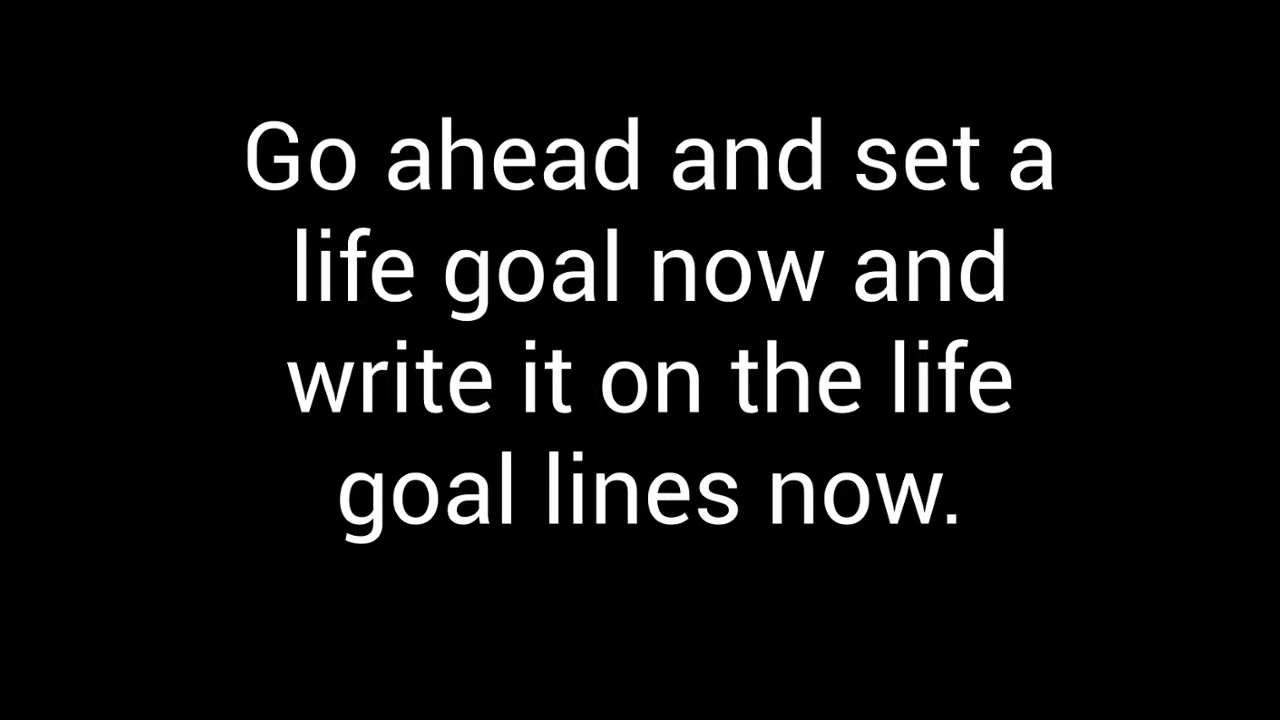 Go ahead and set a
life goal now and
write it on the life
goal lines now.